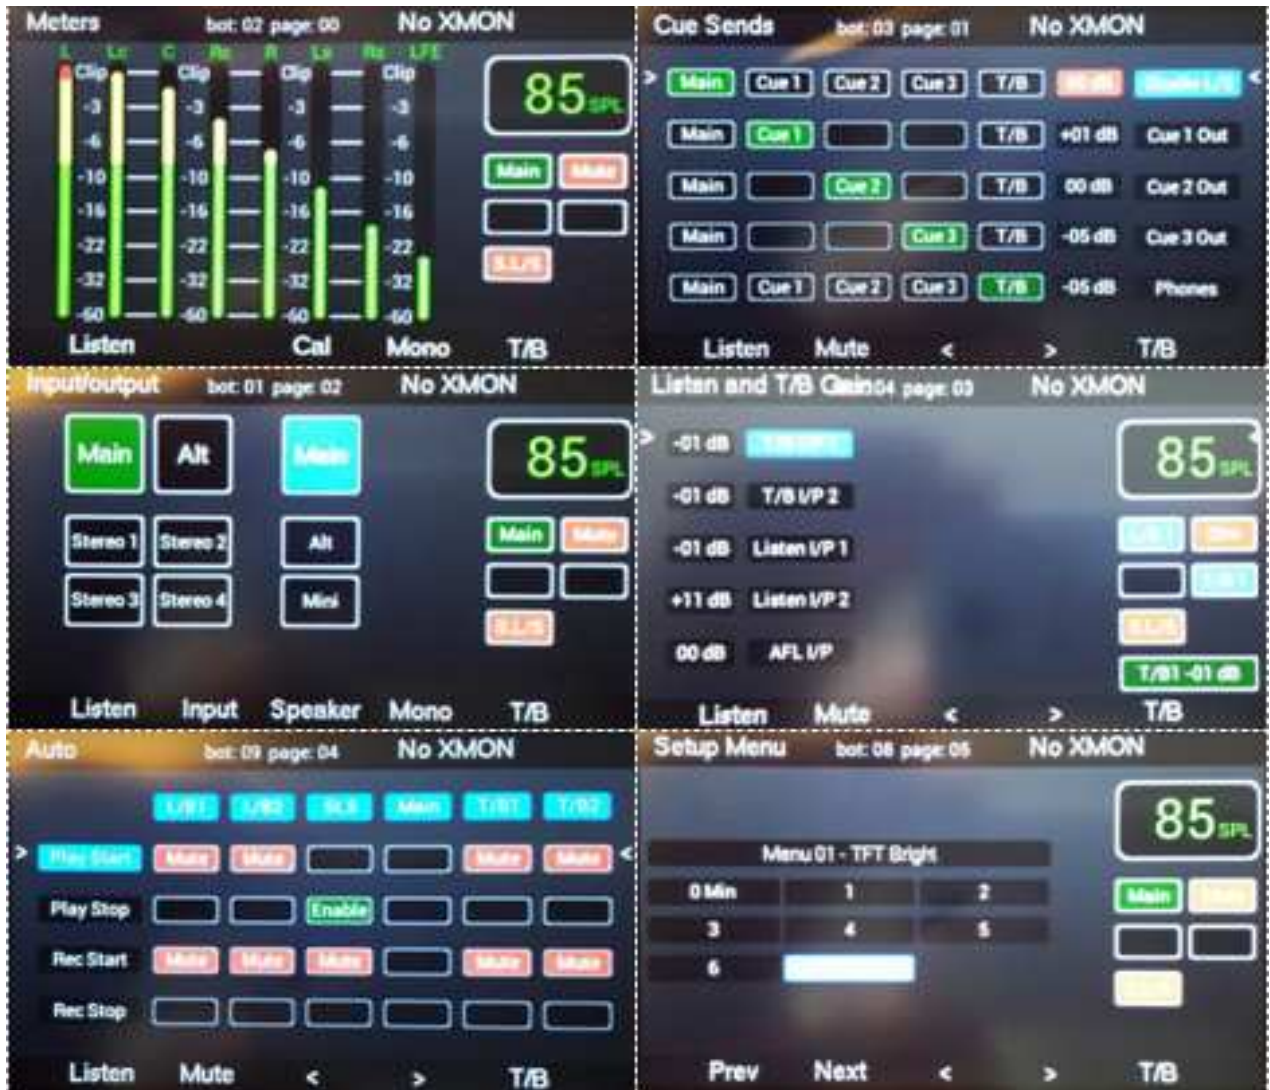 Meters bot: 02 page: 00 No XMON
L Lc C Rc R Ls Rs LFE
Clip Clip Clip Clip
-3 -3 -3 -3
-6 -6 -6 -6
-10 -10 -10 -10
-16 -16 -16 -16
-22 -22 -22 -22
-32 -32 -32 -32
-60 -60 -60 -60
85 SPL
Main Mute
S.L/S
Listen Cal Mono T/B
Cue Sends bot: 03 page: 01 No XMON
> Main Cue 1 Cue 2 Cue 3 T/B <
Main Cue 1 T/B +01 dB Cue 1 Out
Main Cue 2 T/B 00 dB Cue 2 Out
Main Cue 3 T/B -05 dB Cue 3 Out
Main Cue 1 Cue 2 Cue 3 T/B -05 dB Phones
Listen Mute < > T/B
Input/output bot: 01 page: 02 No XMON
Main Alt Main
Stereo 1 Stereo 2 Alt
Stereo 3 Stereo 4 Mini
85 SPL
Main Mute
S.L/S
Listen Input Speaker Mono T/B
Listen and T/B Gain :04 page: 03 No XMON
> -01 dB T/B I/P 1 <
-01 dB T/B I/P 2
-01 dB Listen I/P 1
+11 dB Listen I/P 2
00 dB AFL I/P
85 SPL
S.L/S
T/B1 -01 dB
Listen Mute < > T/B
Auto bot: 09 page: 04 No XMON
L/B1 L/B2 SLS Main T/B1 T/B2
> Play Start Mute Mute Mute Mute <
Play Stop Enable
Rec Start Mute Mute Mute Mute Mute
Rec Stop
Listen Mute < > T/B
Setup Menu bot: 08 page: 05 No XMON
Menu 01 - TFT Bright
0 Min 1 2
3 4 5
6
85 SPL
Main
Prev Next < > T/B